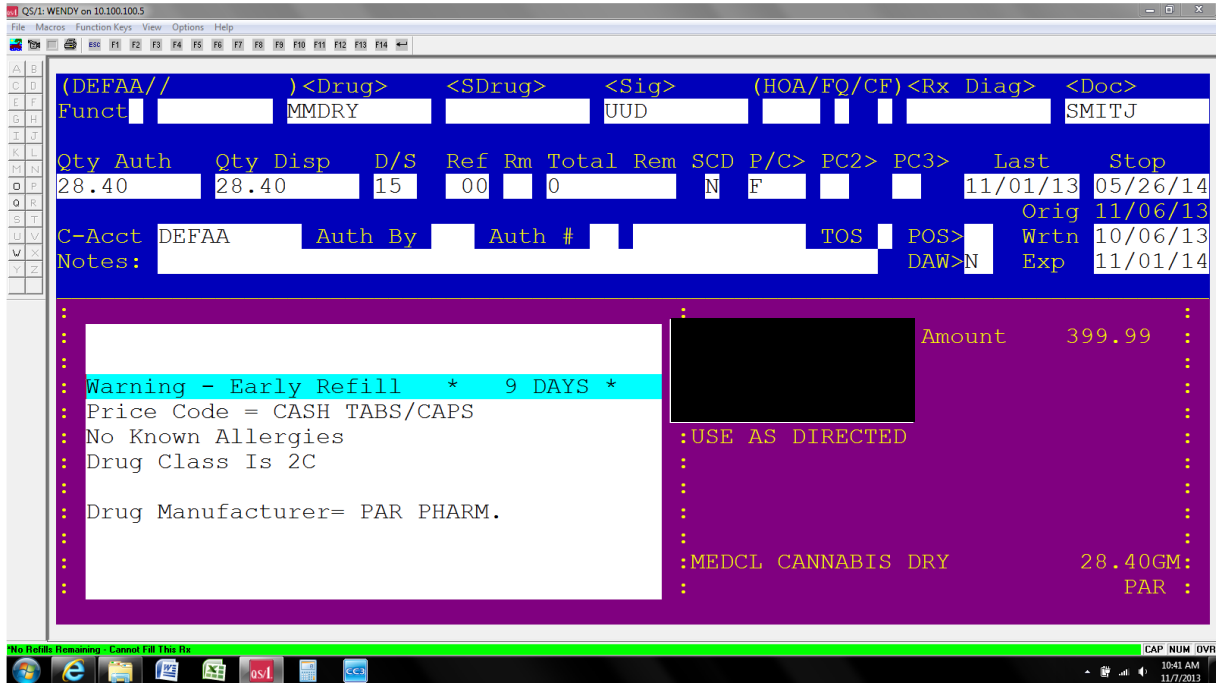 QS/1: WENDY on 10.100.100.5
File Macros Function Keys View Options Help
ESC F1 F2 F3 F4 F5 F6 F7 F8 F9 F10 F11 F12 F13 F14
A B
C D
E F
G H
I J
K L
M N
O P
Q R
S T
U V
W X
Y Z
(DEFAA// )<Drug> <SDrug> <Sig> (HOA/FQ/CF)<Rx Diag> <Doc>
Funct MMDRY UUD SMITJ
Qty Auth Qty Disp D/S Ref Rm Total Rem SCD P/C> PC2> PC3> Last Stop
28.40 28.40 15 00 0 N F 11/01/13 05/26/14
Orig 11/06/13
C-Acct DEFAA Auth By Auth # TOS POS> Wrtn 10/06/13
Notes: DAW>N Exp 11/01/14
: : :
: Amount 399.99 :
: :
: Warning - Early Refill * 9 DAYS * :
: Price Code = CASH TABS/CAPS :
: No Known Allergies :USE AS DIRECTED :
: Drug Class Is 2C : :
: : :
: Drug Manufacturer= PAR PHARM. : :
: : :
: :MEDCL CANNABIS DRY 28.40GM:
: : PAR :
*No Refills Remaining - Cannot Fill This Rx CAP NUM OVR
QS/1. CC3 10:41 AM
11/7/2013